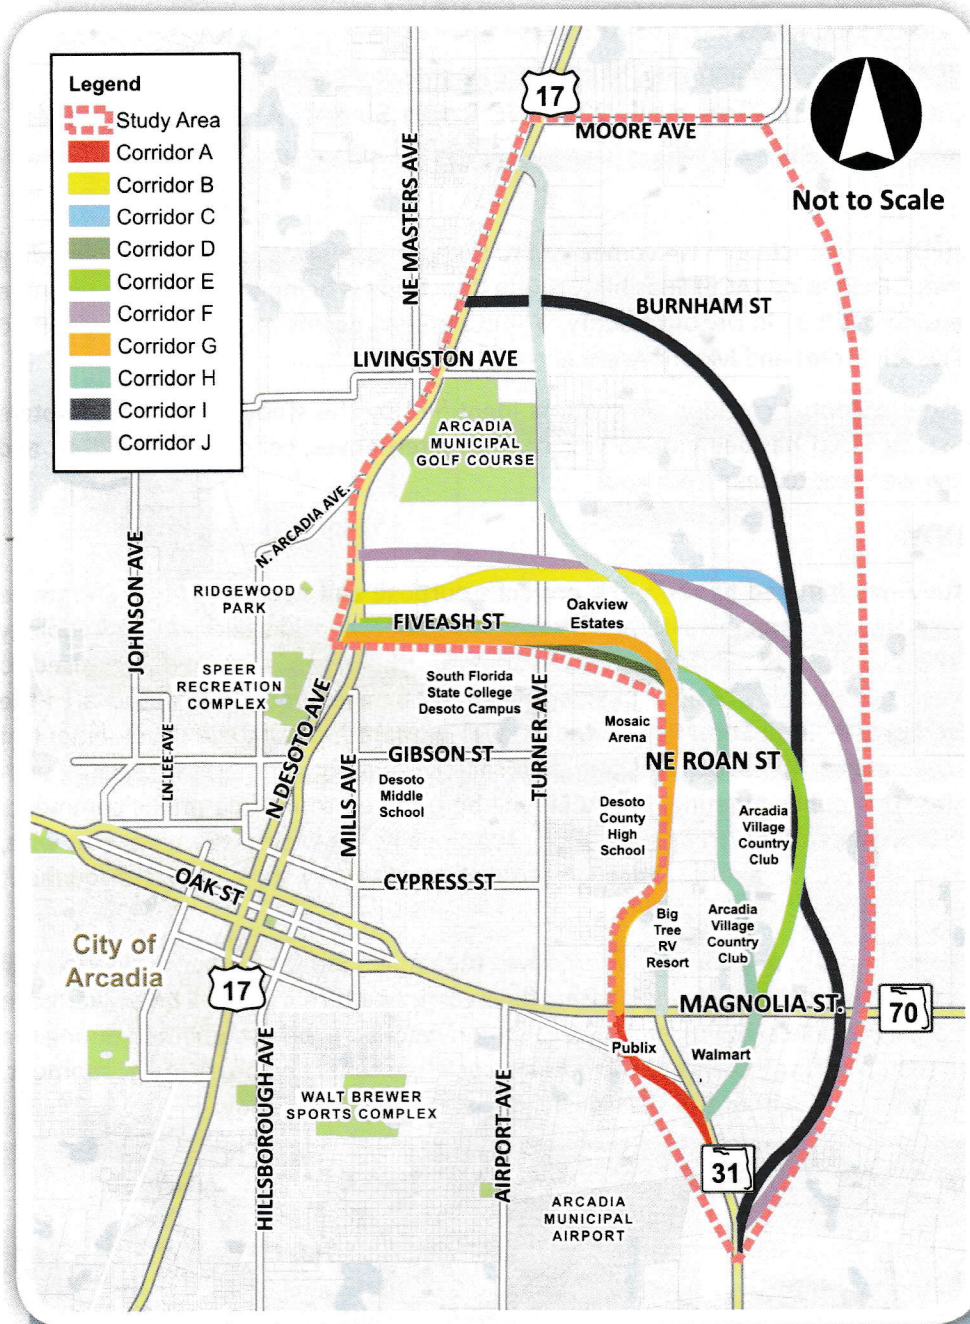 17
MOORE AVE
Legend
Study Area
Corridor A
Corridor B
Corridor C
Corridor D
Corridor E
Corridor F
Corridor G
Corridor H
Corridor I
Corridor J
Not to Scale
NE MASTERS AVE
BURNHAM ST
LIVINGSTON AVE
ARCADIA
MUNICIPAL
GOLF COURSE
N. ARCADIA AVE.
JOHNSON AVE
RIDGEWOOD
PARK
FIVEASH ST
Oakview
Estates
SPEER
RECREATION
COMPLEX
South Florida
State College
Desoto Campus
TURNER AVE
N DESOTO AVE
Mosaic
Arena
LN LEE AVE
MILLS AVE
GIBSON ST
NE ROAN ST
Desoto
Middle
School
Desoto
County
High
School
Arcadia
Village
Country
Club
OAK ST
CYPRESS ST
Big
Tree
RV
Resort
Arcadia
Village
Country
Club
City of
Arcadia
17
MAGNOLIA ST.
70
Publix
Walmart
HILLSBOROUGH AVE
WALT BREWER
SPORTS COMPLEX
AIRPORT AVE
31
ARCADIA
MUNICIPAL
AIRPORT